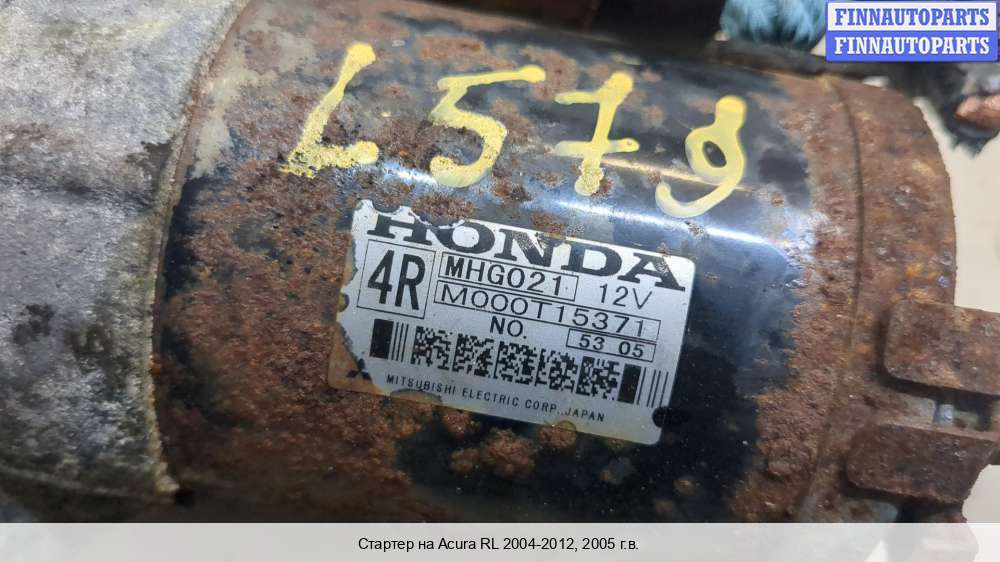 FINNAUTOPARTS
FINNAUTOPARTS
L579
HONDA
4R
MHG021 12V
M000T15371
NO. 53 05
MITSUBISHI ELECTRIC CORP.,JAPAN
Стартер на Acura RL 2004-2012, 2005 г.в.